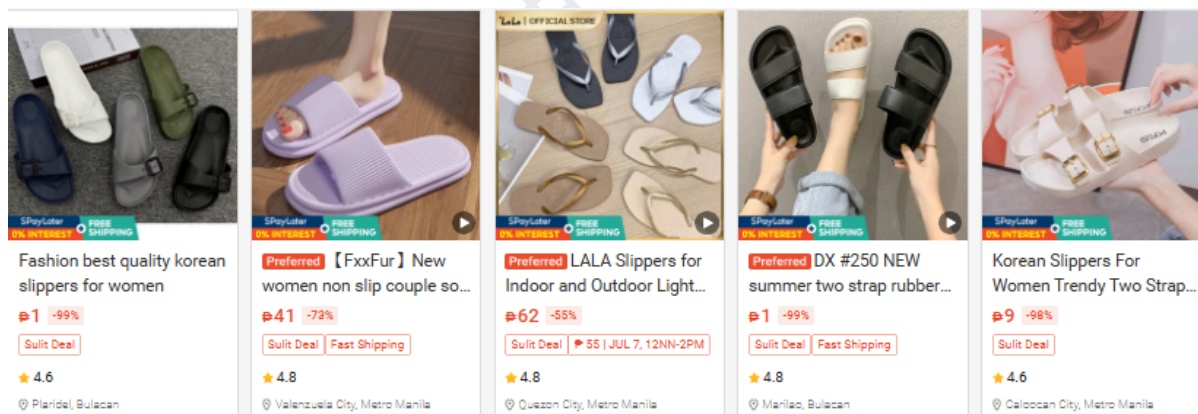 SPayLater
0% INTEREST
FREE
SHIPPING
Fashion best quality korean
slippers for women
₱1 -99%
Sulit Deal
4.6
Plaridel, Bulacan
SPayLater
0% INTEREST
FREE
SHIPPING
Preferred 【FxxFur】New
women non slip couple so...
₱41 -73%
Sulit Deal Fast Shipping
4.8
Valenzuela City, Metro Manila
LaLa | OFFICIAL STORE
SPayLater
0% INTEREST
FREE
SHIPPING
Preferred LALA Slippers for
Indoor and Outdoor Light...
₱62 -55%
Sulit Deal ₱ 55 | JUL 7, 12NN-2PM
4.8
Quezon City, Metro Manila
SPayLater
0% INTEREST
FREE
SHIPPING
Preferred DX #250 NEW
summer two strap rubber...
₱1 -99%
Sulit Deal Fast Shipping
4.8
Marilao, Bulacan
SPayLater
0% INTEREST
FREE
SHIPPING
Korean Slippers For
Women Trendy Two Strap...
₱9 -98%
Sulit Deal
4.6
Caloocan City, Metro Manila